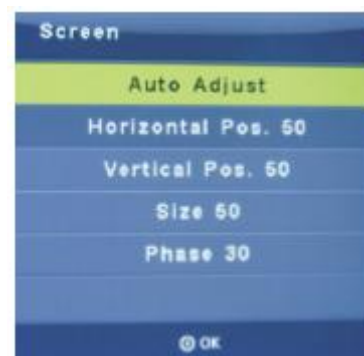 Screen
Auto Adjust
Horizontal Pos. 50
Vertical Pos. 50
Size 50
Phase 30
OK